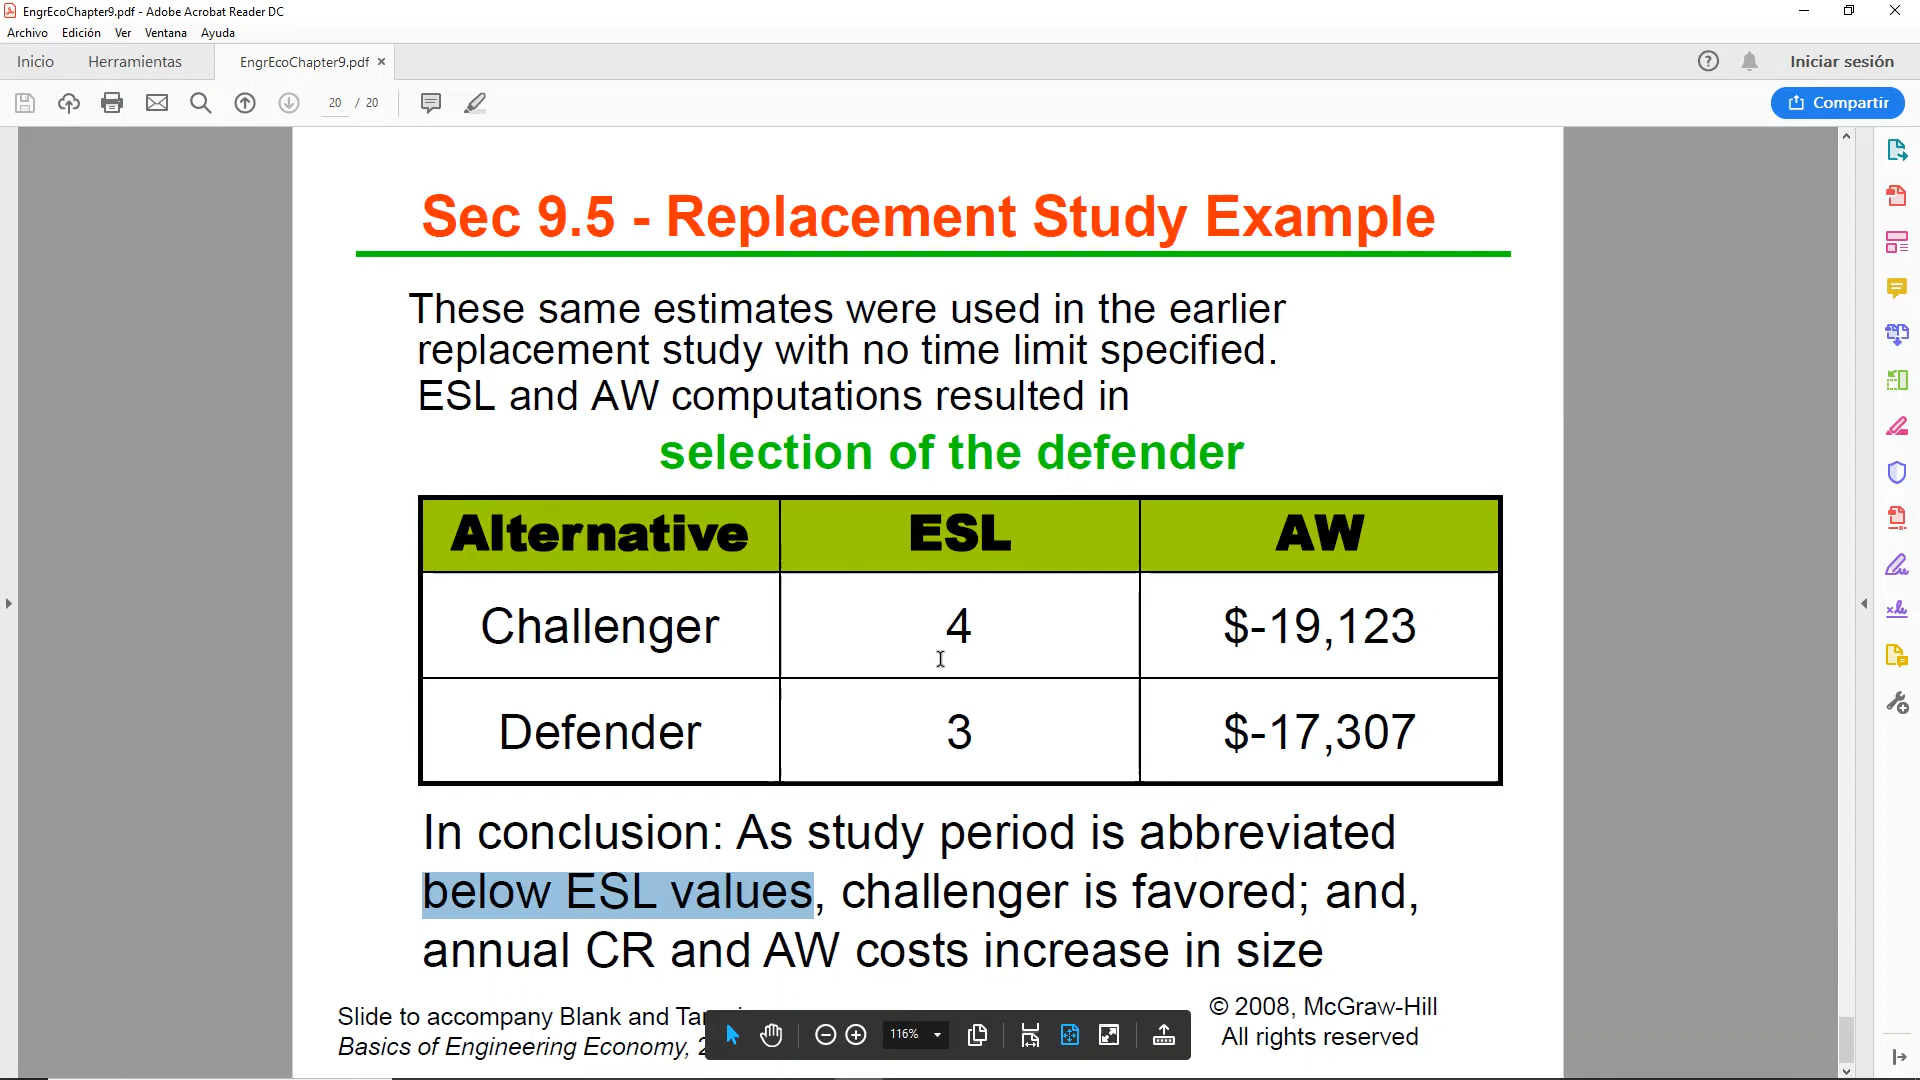 EngrEcoChapter9.pdf - Adobe Acrobat Reader DC
Archivo Edición Ver Ventana Ayuda
Inicio Herramientas EngrEcoChapter9.pdf × Iniciar sesión
20 / 20 Compartir
Sec 9.5 - Replacement Study Example
These same estimates were used in the earlier
replacement study with no time limit specified.
ESL and AW computations resulted in
selection of the defender
Alternative ESL AW
Challenger 4 $-19,123
Defender 3 $-17,307
In conclusion: As study period is abbreviated
below ESL values, challenger is favored; and,
annual CR and AW costs increase in size
Slide to accompany Blank and
Basics of Engineering Economy,
116%
© 2008, McGraw-Hill
All rights reserved